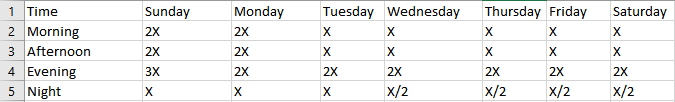 1 Time Sunday Monday Tuesday Wednesday Thursday Friday Saturday
2 Morning 2X 2X X X X X X
3 Afternoon 2X 2X X X X X X
4 Evening 3X 2X 2X 2X 2X 2X 2X
5 Night X X X X/2 X/2 X/2 X/2